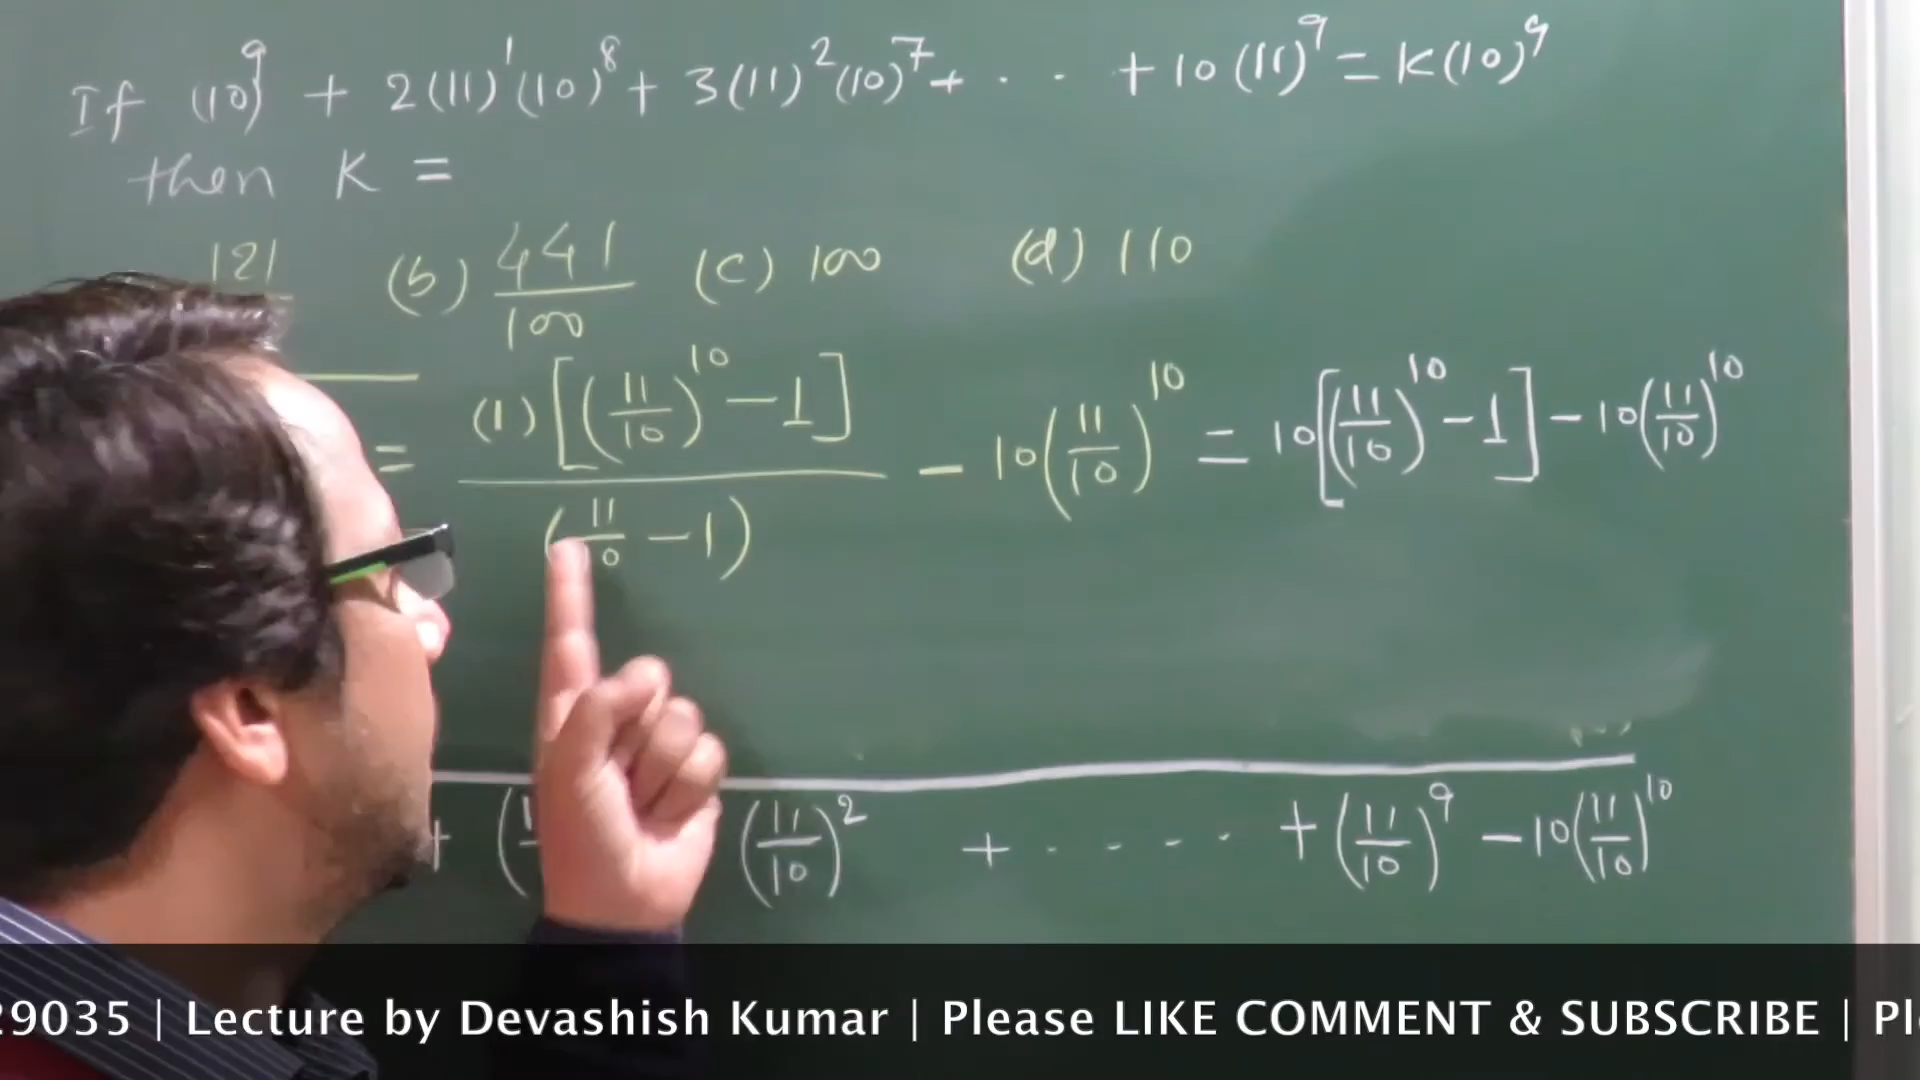 If (10)^9 + 2(11)^1(10)^8 + 3(11)^2(10)^7 + · · + 10(11)^9 = K(10)^9
then K =
121 (b) 441/100 (c) 100 (d) 110
= (1)[(11/10)^10 − 1] / (11/10 − 1) − 10(11/10)^10 = 10[(11/10)^10 − 1] − 10(11/10)^10
+ ( (11/10)^2 + · · · · + (11/10)^9 − 10(11/10)^10
29035 | Lecture by Devashish Kumar | Please LIKE COMMENT & SUBSCRIBE |